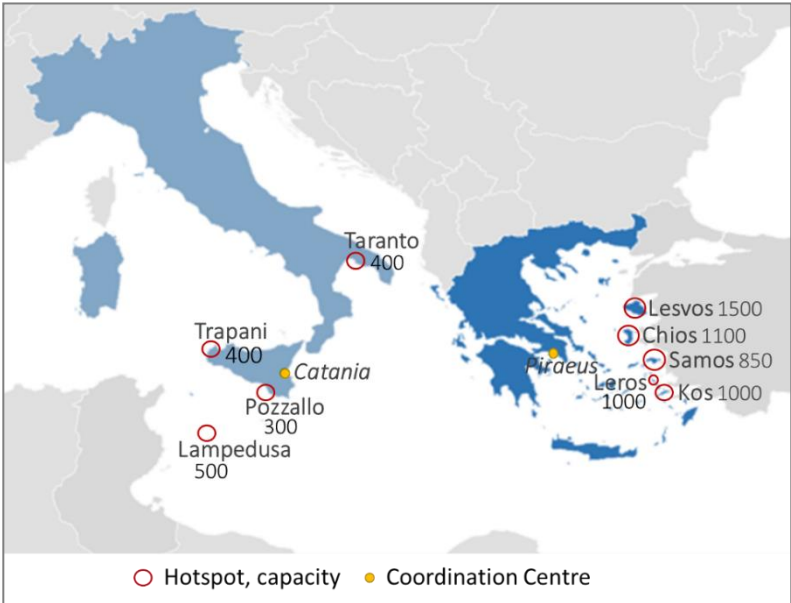 Taranto
400
Lesvos 1500
Chios 1100
Trapani
400
Piraeus
Samos 850
Catania
Leros
1000
Kos 1000
Pozzallo
300
Lampedusa
500
Hotspot, capacity
Coordination Centre